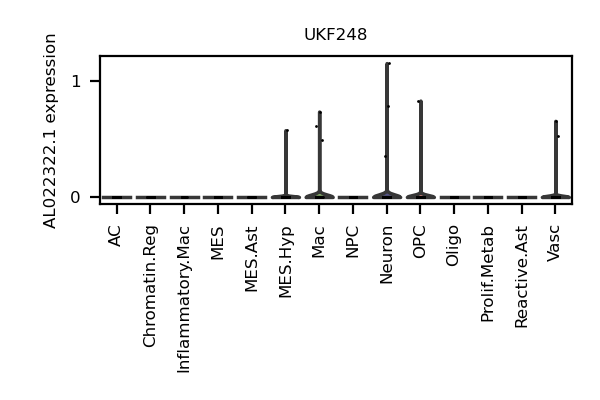 UKF248
AL022322.1 expression
1
0
AC
Chromatin.Reg
Inflammatory.Mac
MES
MES.Ast
MES.Hyp
Mac
NPC
Neuron
OPC
Oligo
Prolif.Metab
Reactive.Ast
Vasc